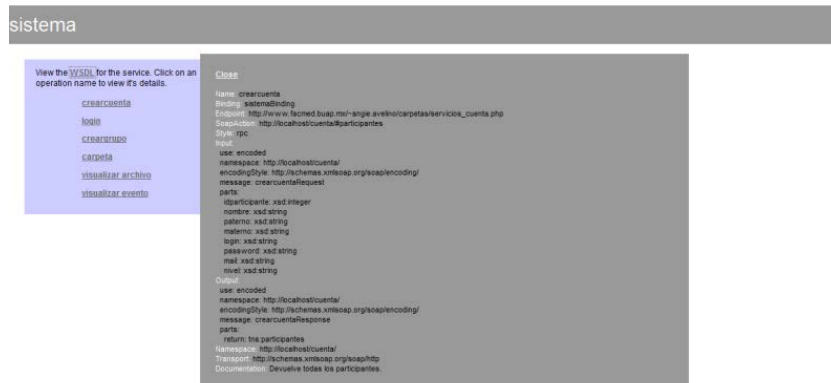 sistema
View the WSDL for the service. Click on an
operation name to view it's details.
crearcuenta
login
creargrupo
carpeta
visualizar archivo
visualizar evento
Close
Name: crearcuenta
Binding: sistemaBinding
Endpoint: http://www.facmed.buap.mx/~angie.avelino/carpetas/servicios_cuenta.php
SoapAction: http://localhost/cuenta/#participantes
Style: rpc
Input:
use: encoded
namespace: http://localhost/cuenta/
encodingStyle: http://schemas.xmlsoap.org/soap/encoding/
message: crearcuentaRequest
parts:
idparticipante: xsd:integer
nombre: xsd:string
paterno: xsd:string
materno: xsd:string
login: xsd:string
password: xsd:string
mail: xsd:string
nivel: xsd:string
Output:
use: encoded
namespace: http://localhost/cuenta/
encodingStyle: http://schemas.xmlsoap.org/soap/encoding/
message: crearcuentaResponse
parts:
return: tns:participantes
Namespace: http://localhost/cuenta/
Transport: http://schemas.xmlsoap.org/soap/http
Documentation: Devuelve todas los participantes.